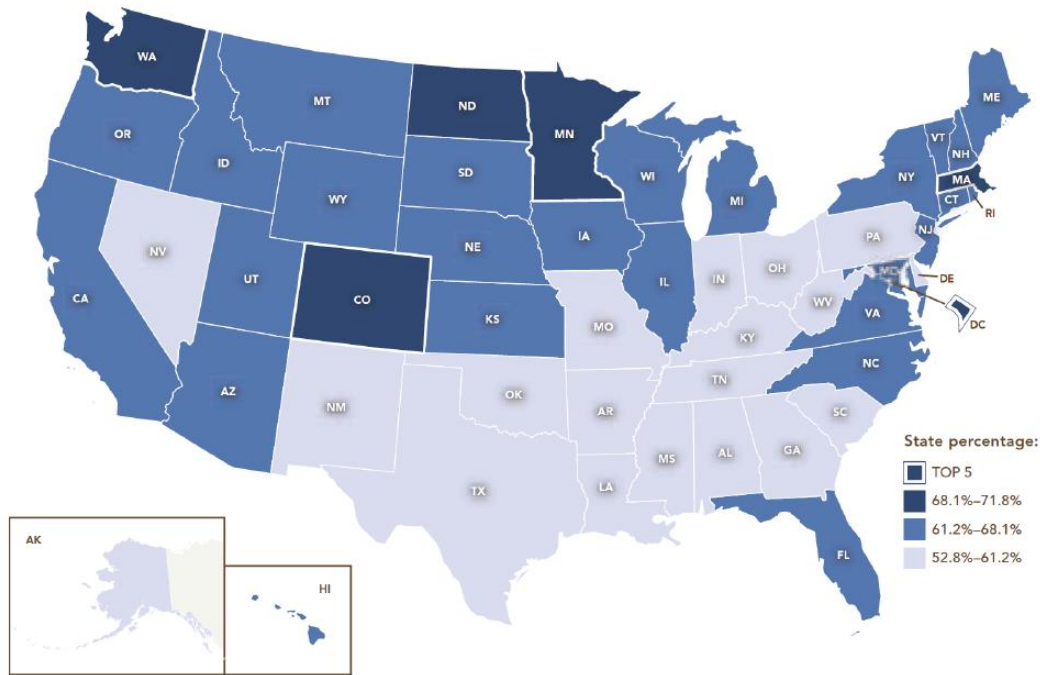 WA
MT
ND
MN
ME
OR
ID
SD
WI
VT
NH
NY
MA
WY
MI
CT
RI
NV
UT
NE
IA
PA
NJ
CA
CO
KS
IL
IN
OH
MD
DE
MO
WV
VA
DC
KY
AZ
NM
OK
AR
TN
NC
SC
TX
LA
MS
AL
GA
State percentage:
TOP 5
68.1%–71.8%
61.2%–68.1%
52.8%–61.2%
FL
AK
HI